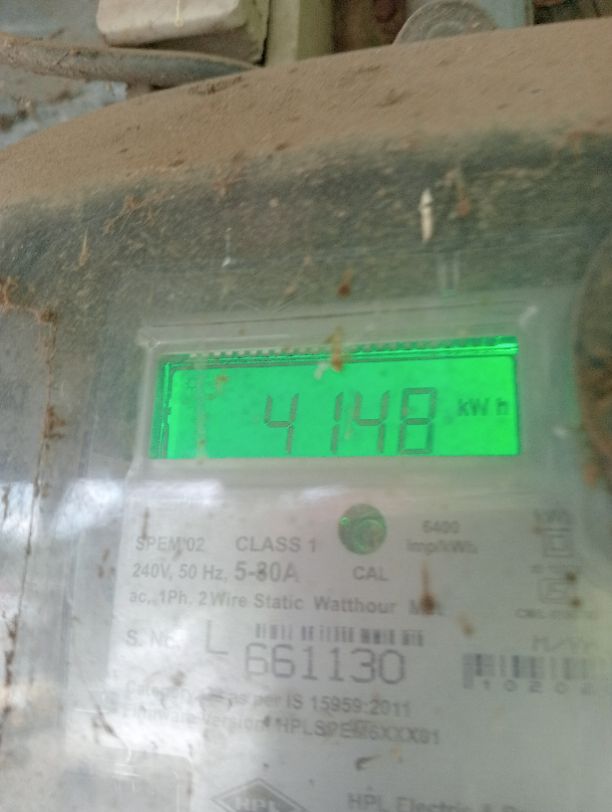 4148 kWh
SPEM'02 CLASS 1
6400
imp/kWh
240V, 50 Hz, 5-30A CAL
ac, 1Ph. 2Wire Static Watthour
S. No. L 661130
as per IS 15959:2011
HPL
HPL Electric